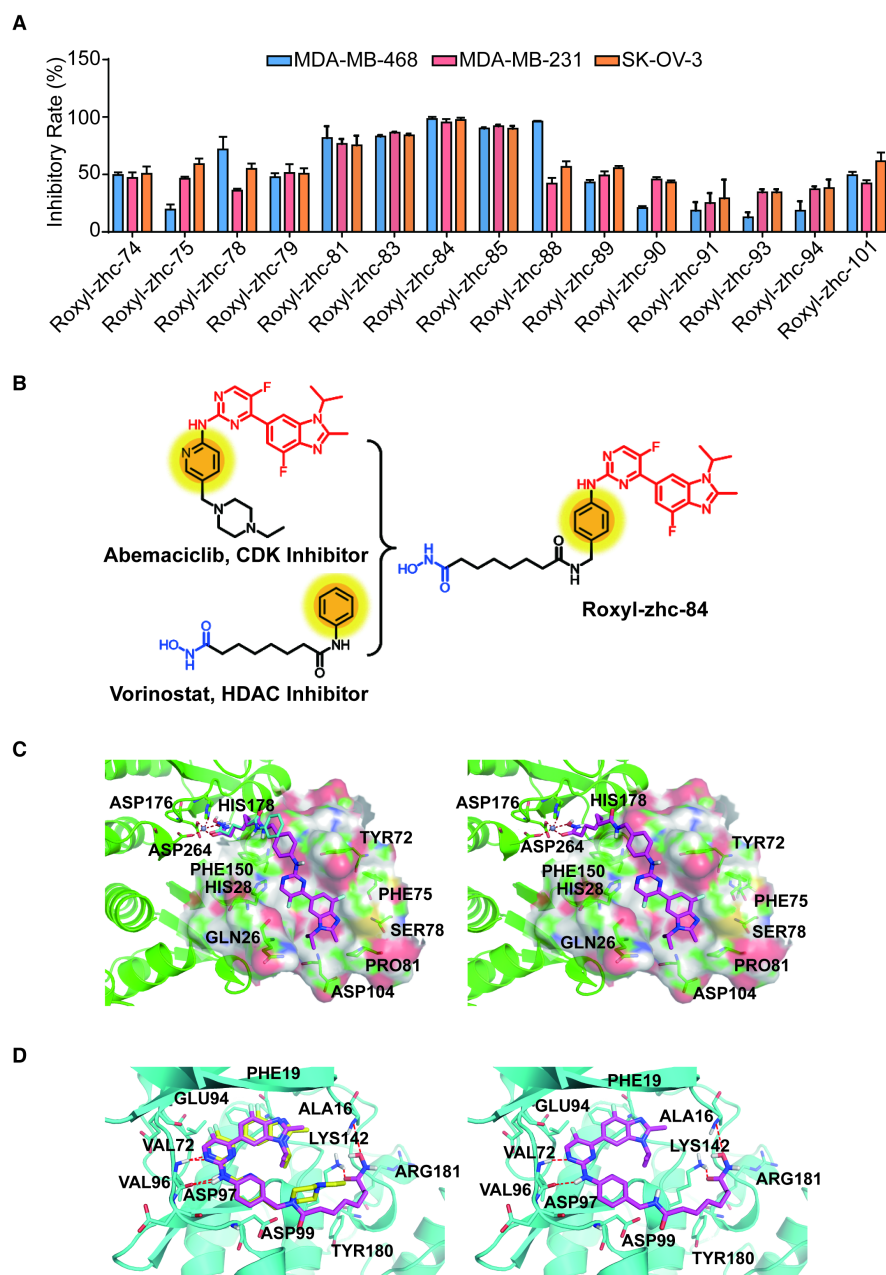 A
Inhibitory Rate (%)
150
100
50
0
MDA-MB-468 MDA-MB-231 SK-OV-3
Roxyl-zhc-74
Roxyl-zhc-75
Roxyl-zhc-78
Roxyl-zhc-79
Roxyl-zhc-81
Roxyl-zhc-83
Roxyl-zhc-84
Roxyl-zhc-85
Roxyl-zhc-88
Roxyl-zhc-89
Roxyl-zhc-90
Roxyl-zhc-91
Roxyl-zhc-93
Roxyl-zhc-94
Roxyl-zhc-101
B
N
F
N
HN
N
N
N
F
N
N
N
Abemaciclib, CDK Inhibitor
O
HO
N
H
NH
O
Vorinostat, HDAC Inhibitor
N
F
N
HN
N
N
F
O
H
N
HO
O
N
H
Roxyl-zhc-84
C
ASP176
HIS178
ASP264
TYR72
PHE150
HIS28
PHE75
SER78
GLN26
PRO81
ASP104
ASP176
HIS178
ASP264
TYR72
PHE150
HIS28
PHE75
SER78
GLN26
PRO81
ASP104
D
PHE19
GLU94
ALA16
VAL72
LYS142
ARG181
VAL96
ASP97
ASP99
TYR180
PHE19
GLU94
ALA16
VAL72
LYS142
ARG181
VAL96
ASP97
ASP99
TYR180